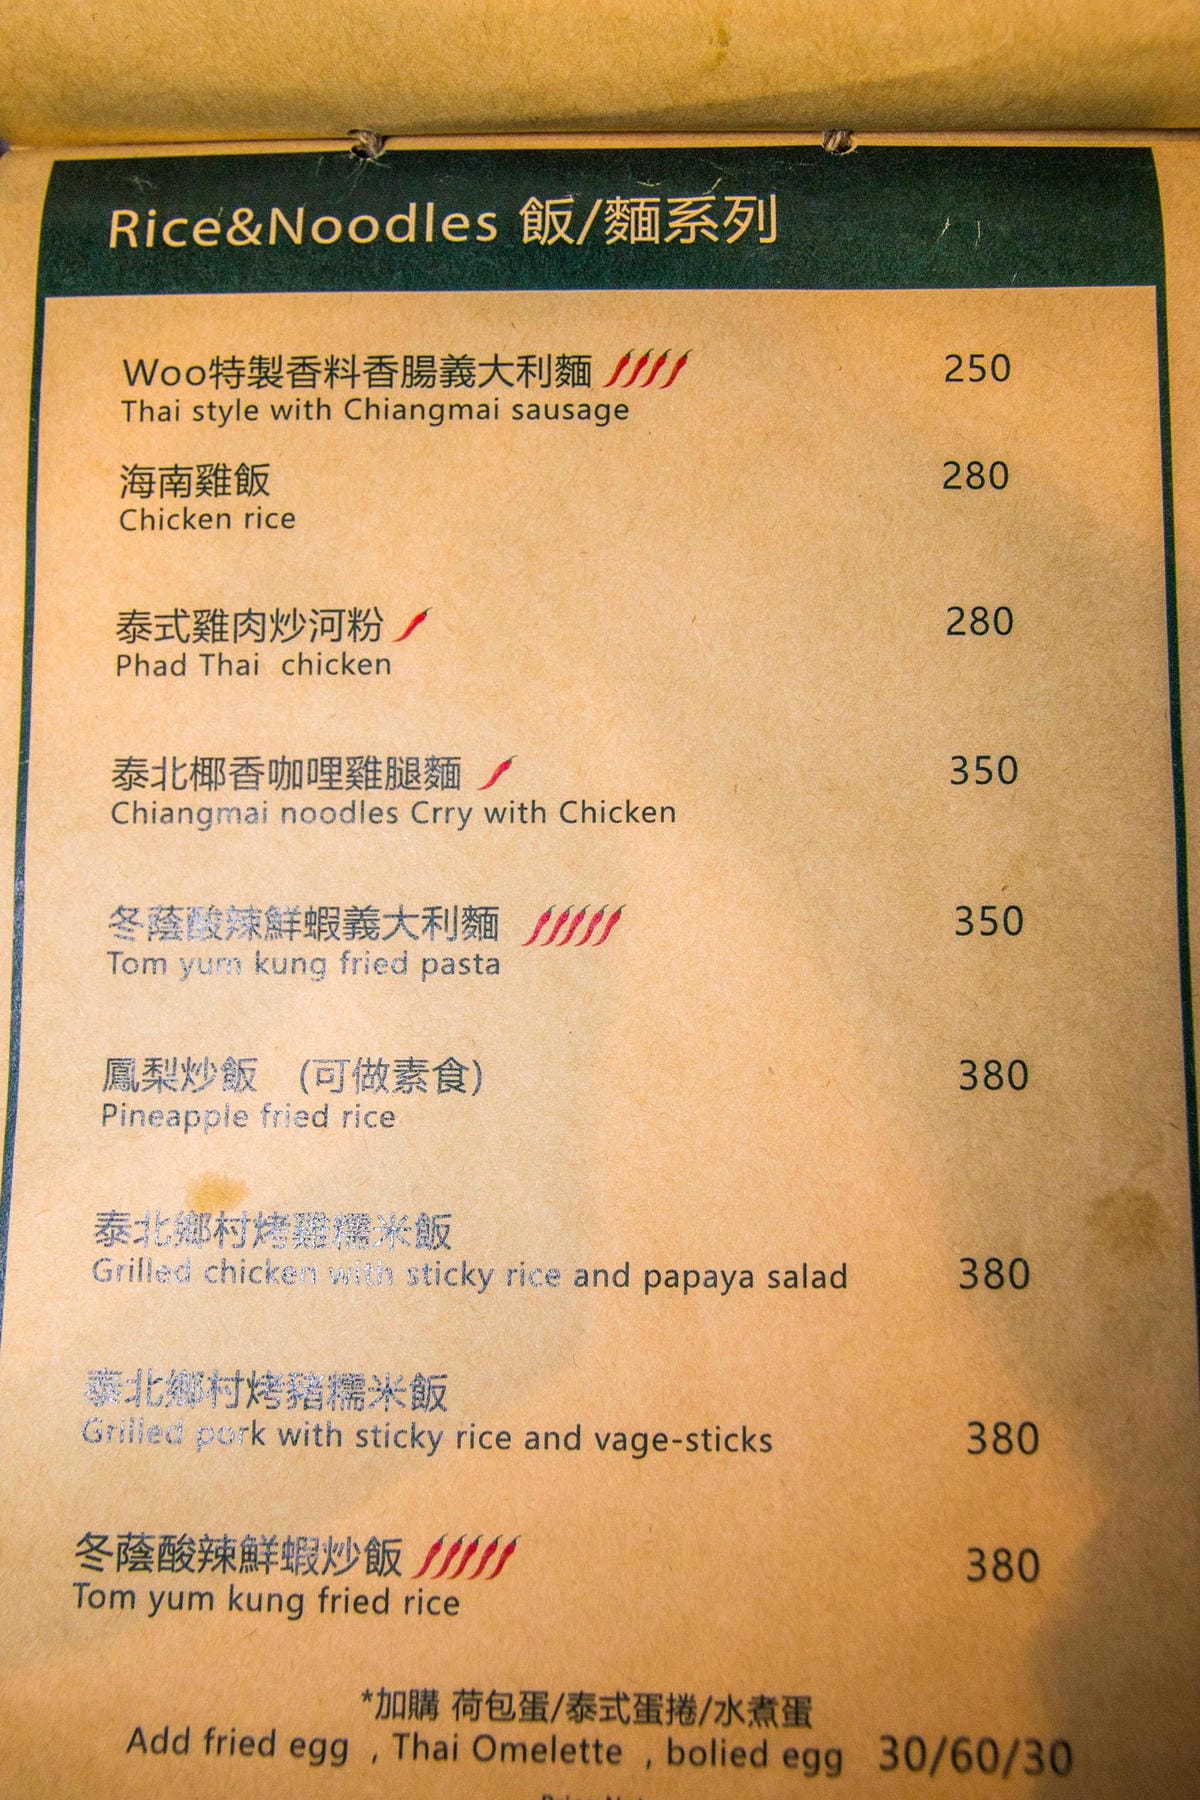 Rice&Noodles 飯/麵系列
Woo特製香料香腸義大利麵 250
Thai style with Chiangmai sausage
海南雞飯 280
Chicken rice
泰式雞肉炒河粉 280
Phad Thai chicken
泰北椰香咖哩雞腿麵 350
Chiangmai noodles Crry with Chicken
冬蔭酸辣鮮蝦義大利麵 350
Tom yum kung fried pasta
鳳梨炒飯 (可做素食) 380
Pineapple fried rice
泰北鄉村烤雞糯米飯
Grilled chicken with sticky rice and papaya salad 380
泰北鄉村烤豬糯米飯
Grilled pork with sticky rice and vage-sticks 380
冬蔭酸辣鮮蝦炒飯 380
Tom yum kung fried rice
*加購 荷包蛋/泰式蛋捲/水煮蛋
Add fried egg , Thai Omelette , bolied egg 30/60/30